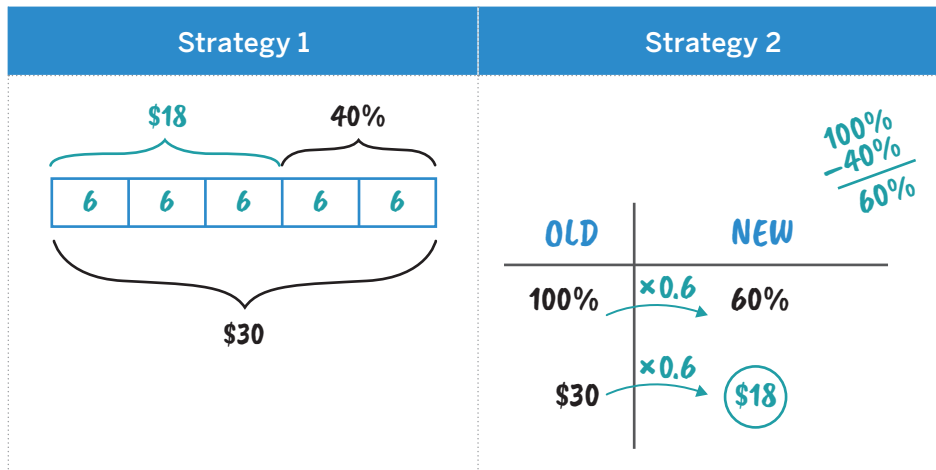 Strategy 1
$18
40%
6 6 6 6 6
$30
Strategy 2
100%
–40%
60%
OLD NEW
100% ×0.6 60%
$30 ×0.6 $18